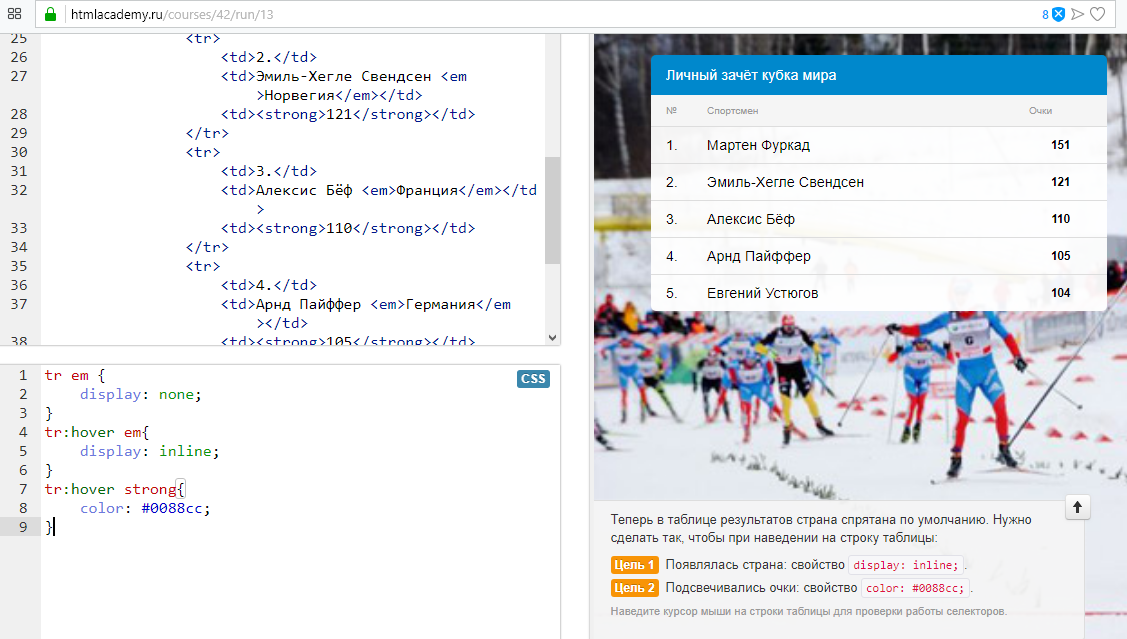 htmlacademy.ru/courses/42/run/13
8
25 <tr>
26 <td>2.</td>
27 <td>Эмиль-Хегле Свендсен <em
>Норвегия</em></td>
28 <td><strong>121</strong></td>
29 </tr>
30 <tr>
31 <td>3.</td>
32 <td>Алексис Бёф <em>Франция</em></td
>
33 <td><strong>110</strong></td>
34 </tr>
35 <tr>
36 <td>4.</td>
37 <td>Арнд Пайффер <em>Германия</em
></td>
38 <td><strong>105</strong></td>
CSS
1 tr em {
2 display: none;
3 }
4 tr:hover em{
5 display: inline;
6 }
7 tr:hover strong{
8 color: #0088cc;
9 }
Личный зачёт кубка мира
№ Спортсмен Очки
1. Мартен Фуркад 151
2. Эмиль-Хегле Свендсен 121
3. Алексис Бёф 110
4. Арнд Пайффер 105
5. Евгений Устюгов 104
Теперь в таблице результатов страна спрятана по умолчанию. Нужно
сделать так, чтобы при наведении на строку таблицы:
Цель 1 Появлялась страна: свойство display: inline; .
Цель 2 Подсвечивались очки: свойство color: #0088cc; .
Наведите курсор мыши на строки таблицы для проверки работы селекторов.